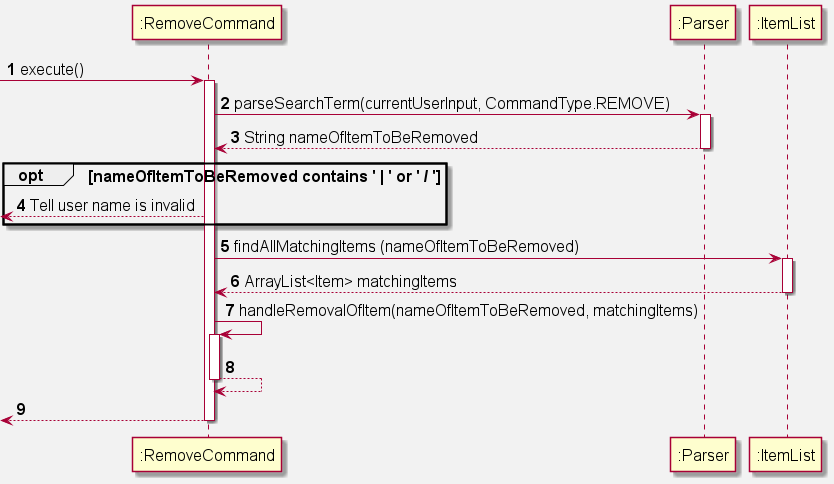 :RemoveCommand :Parser :ItemList
1 execute()
2 parseSearchTerm(currentUserInput, CommandType.REMOVE)
3 String nameOfItemToBeRemoved
opt [nameOfItemToBeRemoved contains ' | ' or ' / ']
4 Tell user name is invalid
5 findAllMatchingItems (nameOfItemToBeRemoved)
6 ArrayList<Item> matchingItems
7 handleRemovalOfItem(nameOfItemToBeRemoved, matchingItems)
8
9
:RemoveCommand :Parser :ItemList